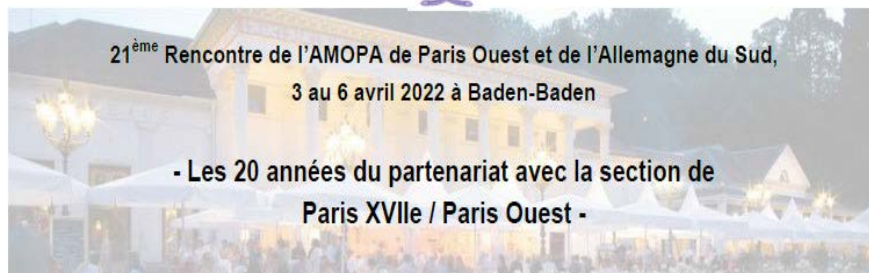 21ème Rencontre de l'AMOPA de Paris Ouest et de l'Allemagne du Sud,
3 au 6 avril 2022 à Baden-Baden
- Les 20 années du partenariat avec la section de
Paris XVIIe / Paris Ouest -